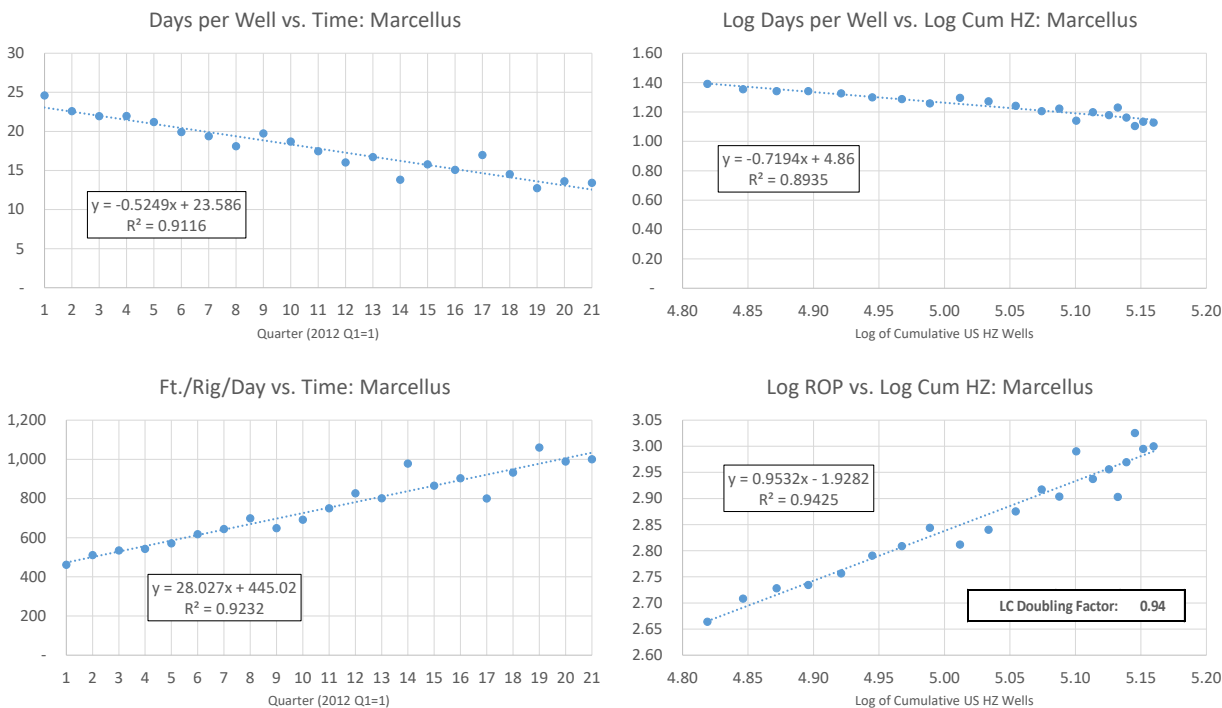 Days per Well vs. Time: Marcellus
30
25
20
15
10
5
-
y = -0.5249x + 23.586
R² = 0.9116
1 2 3 4 5 6 7 8 9 10 11 12 13 14 15 16 17 18 19 20 21
Quarter (2012 Q1=1)
Log Days per Well vs. Log Cum HZ: Marcellus
1.60
1.40
1.20
1.00
0.80
0.60
0.40
0.20
-
y = -0.7194x + 4.86
R² = 0.8935
4.80 4.85 4.90 4.95 5.00 5.05 5.10 5.15 5.20
Log of Cumulative US HZ Wells
Ft./Rig/Day vs. Time: Marcellus
1,200
1,000
800
600
400
200
-
y = 28.027x + 445.02
R² = 0.9232
1 2 3 4 5 6 7 8 9 10 11 12 13 14 15 16 17 18 19 20 21
Quarter (2012 Q1=1)
Log ROP vs. Log Cum HZ: Marcellus
3.05
3.00
2.95
2.90
2.85
2.80
2.75
2.70
2.65
2.60
y = 0.9532x - 1.9282
R² = 0.9425
LC Doubling Factor: 0.94
4.80 4.85 4.90 4.95 5.00 5.05 5.10 5.15 5.20
Log of Cumulative US HZ Wells